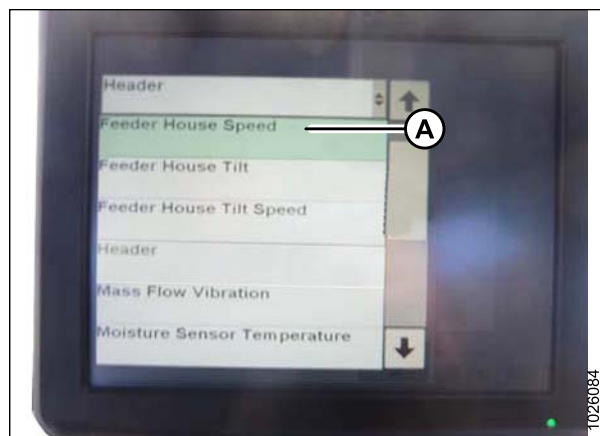 Header
Feeder House Speed
A
Feeder House Tilt
Feeder House Tilt Speed
Header
Mass Flow Vibration
Moisture Sensor Temperature
1026084